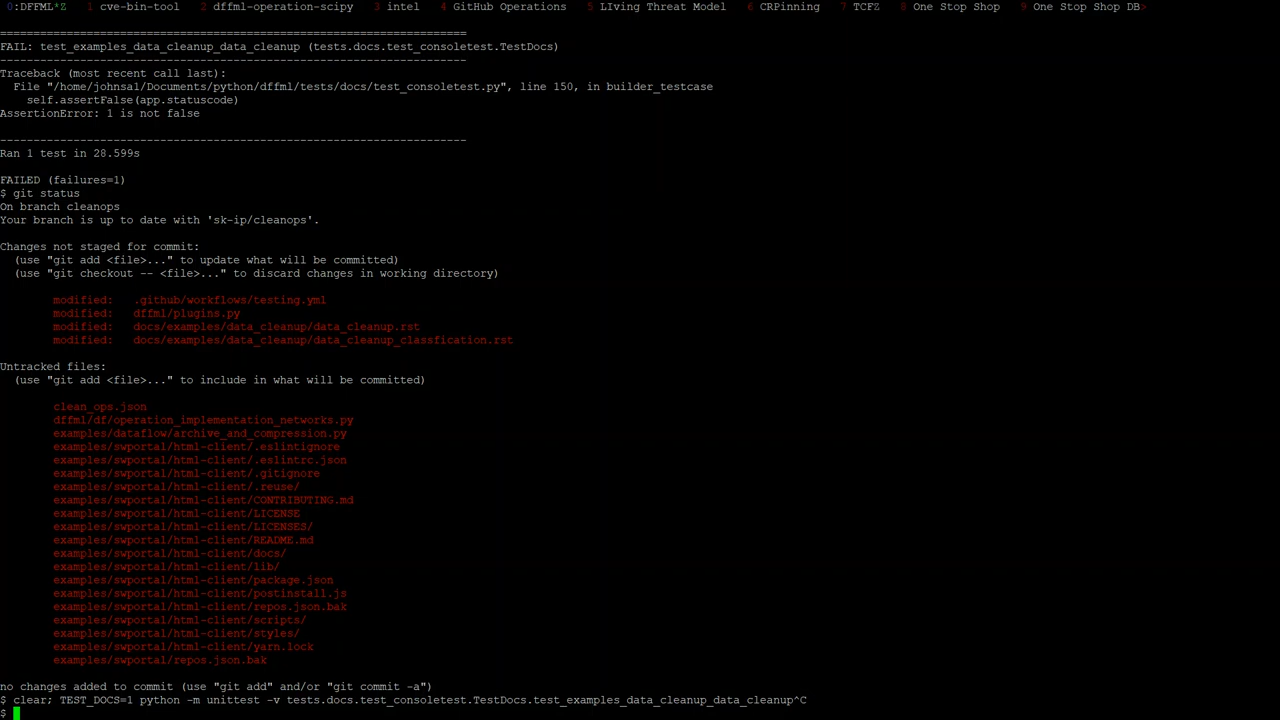 0:DFFML*Z 1 cve-bin-tool 2 dffml-operation-scipy 3 intel 4 GitHub Operations 5 LIving Threat Model 6 CRPinning 7 TCFZ 8 One Stop Shop 9 One Stop Shop DB>
======================================================================
FAIL: test_examples_data_cleanup_data_cleanup (tests.docs.test_consoletest.TestDocs)
----------------------------------------------------------------------
Traceback (most recent call last):
  File "/home/johnsa1/Documents/python/dffml/tests/docs/test_consoletest.py", line 150, in builder_testcase
    self.assertFalse(app.statuscode)
AssertionError: 1 is not false
----------------------------------------------------------------------
Ran 1 test in 28.599s
FAILED (failures=1)
$ git status
On branch cleanops
Your branch is up to date with 'sk-ip/cleanops'.
Changes not staged for commit:
  (use "git add <file>..." to update what will be committed)
  (use "git checkout -- <file>..." to discard changes in working directory)
        modified:   .github/workflows/testing.yml
        modified:   dffml/plugins.py
        modified:   docs/examples/data_cleanup/data_cleanup.rst
        modified:   docs/examples/data_cleanup/data_cleanup_classfication.rst
Untracked files:
  (use "git add <file>..." to include in what will be committed)
        clean_ops.json
        dffml/df/operation_implementation_networks.py
        examples/dataflow/archive_and_compression.py
        examples/swportal/html-client/.eslintignore
        examples/swportal/html-client/.eslintrc.json
        examples/swportal/html-client/.gitignore
        examples/swportal/html-client/.reuse/
        examples/swportal/html-client/CONTRIBUTING.md
        examples/swportal/html-client/LICENSE
        examples/swportal/html-client/LICENSES/
        examples/swportal/html-client/README.md
        examples/swportal/html-client/docs/
        examples/swportal/html-client/lib/
        examples/swportal/html-client/package.json
        examples/swportal/html-client/postinstall.js
        examples/swportal/html-client/repos.json.bak
        examples/swportal/html-client/scripts/
        examples/swportal/html-client/styles/
        examples/swportal/html-client/yarn.lock
        examples/swportal/repos.json.bak
no changes added to commit (use "git add" and/or "git commit -a")
$ clear; TEST_DOCS=1 python -m unittest -v tests.docs.test_consoletest.TestDocs.test_examples_data_cleanup_data_cleanup^C
$